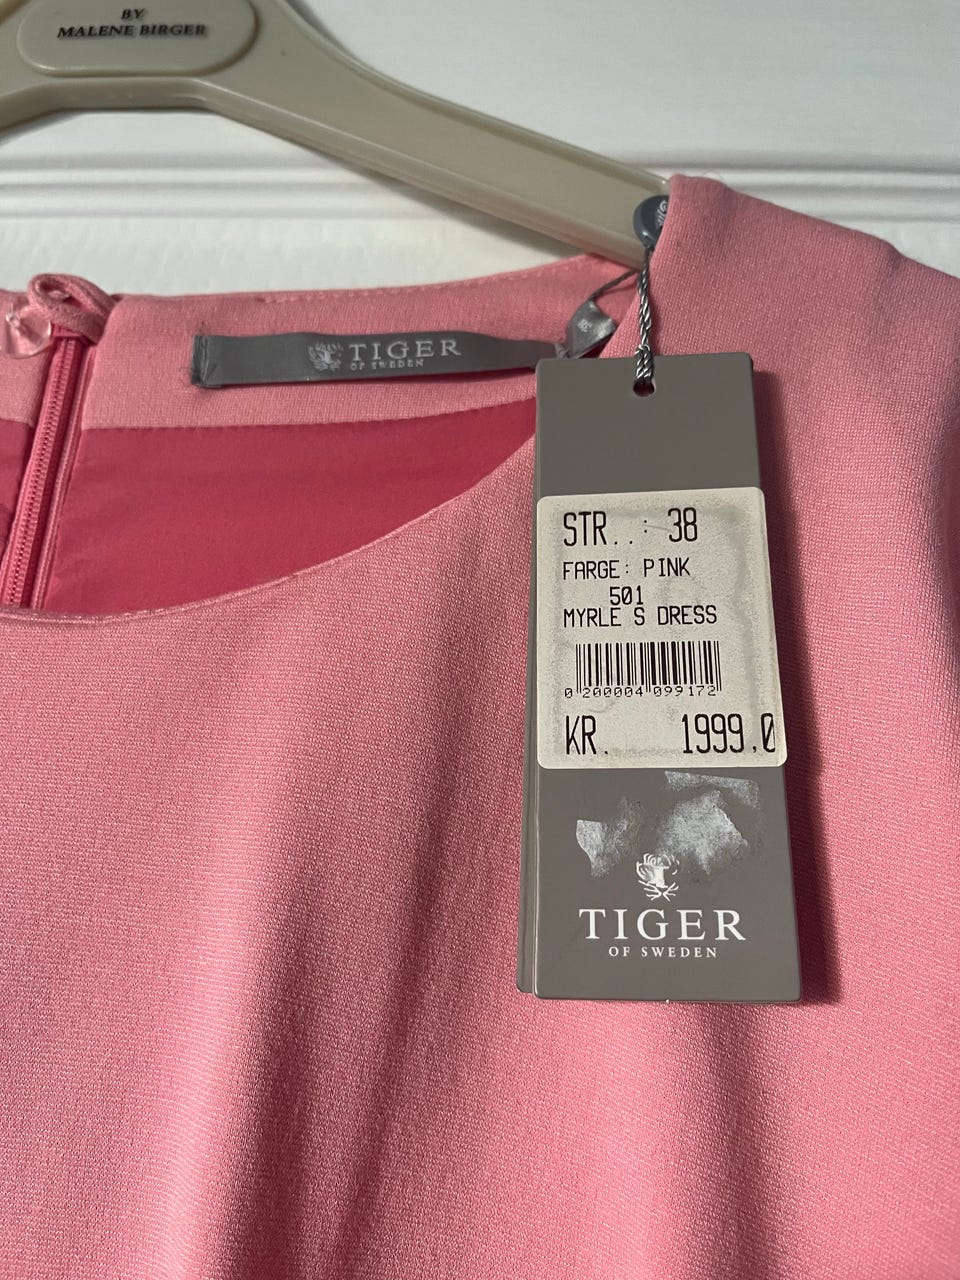 BY
MALENE BIRGER
TIGER
OF SWEDEN
STR..: 38
FARGE: PINK
501
MYRLE S DRESS
0 200004 099172
KR. 1999.0
TIGER
OF SWEDEN